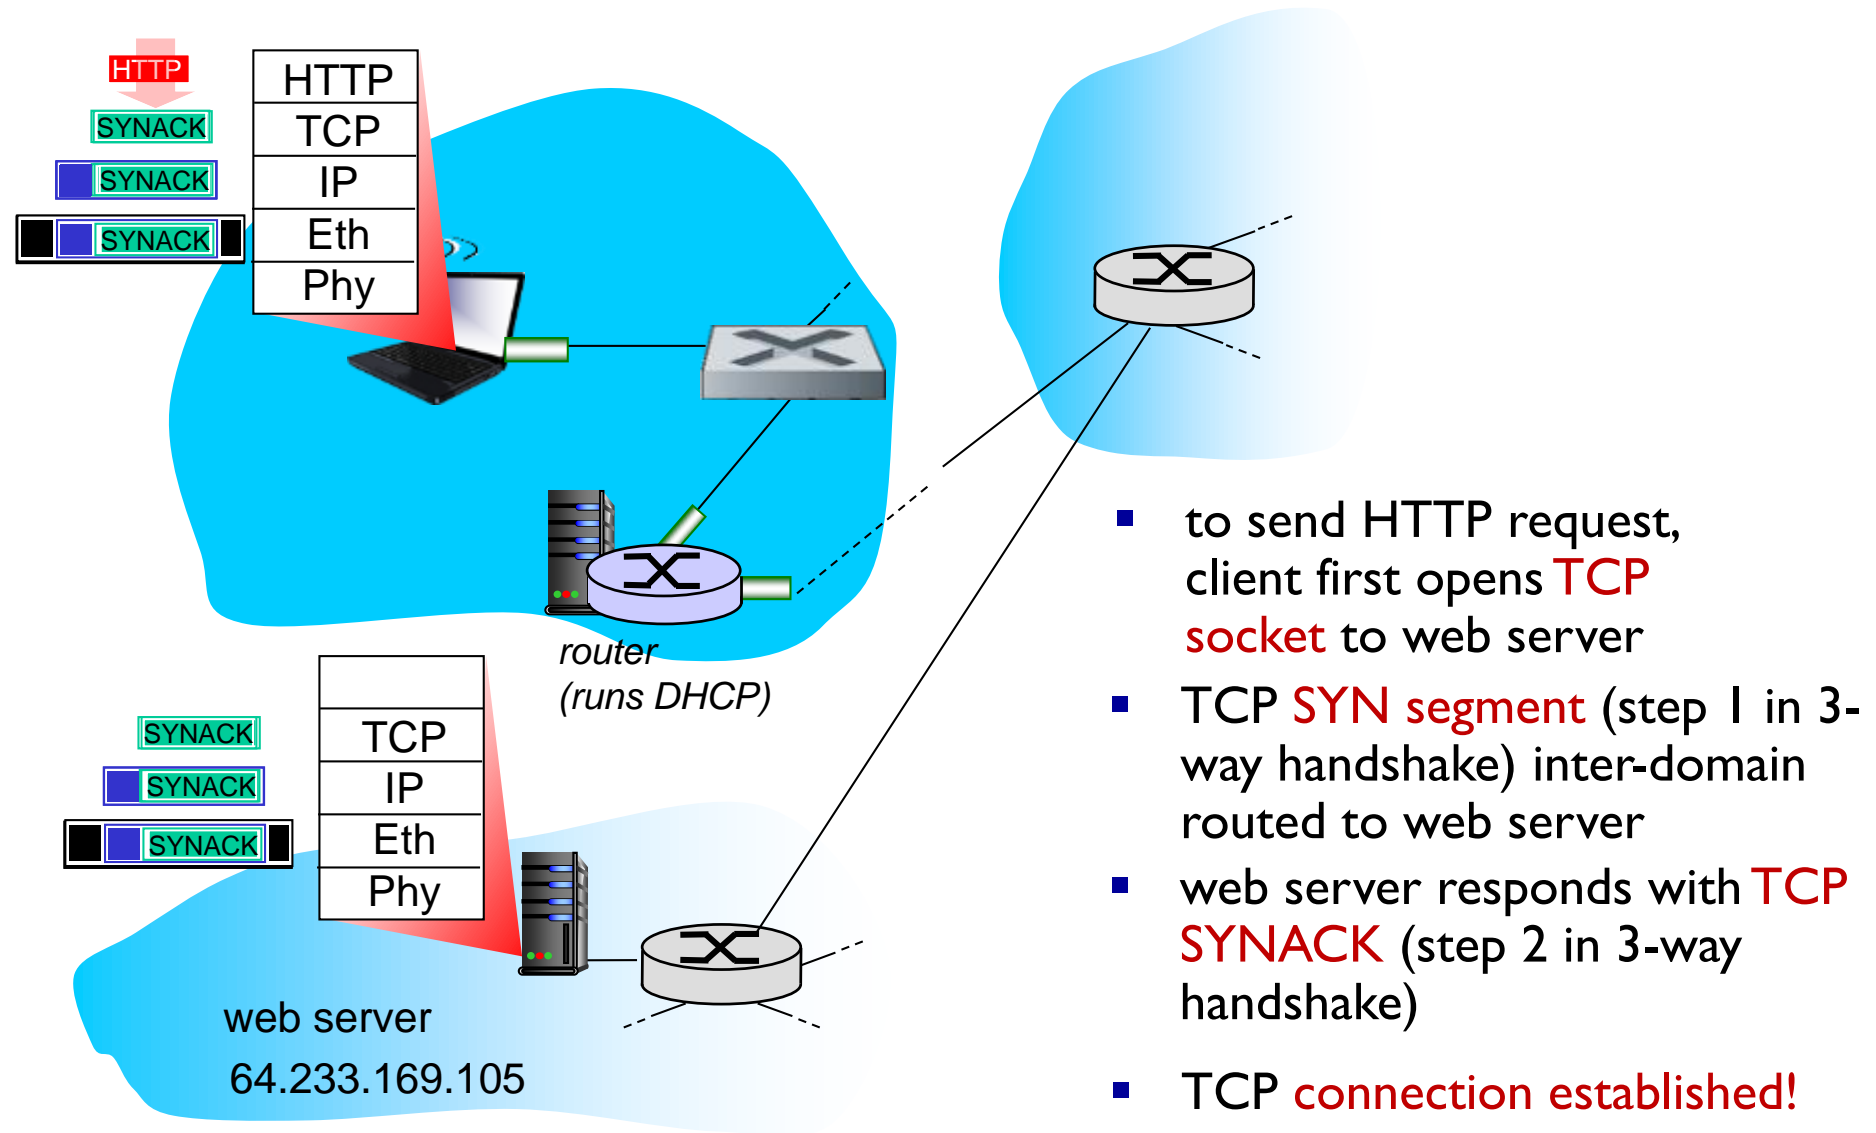 HTTP
SYNACK
SYNACK
SYNACK
HTTP
TCP
IP
Eth
Phy
router
(runs DHCP)
SYNACK
SYNACK
SYNACK
TCP
IP
Eth
Phy
web server
64.233.169.105
to send HTTP request,
client first opens TCP
socket to web server
TCP SYN segment (step 1 in 3-
way handshake) inter-domain
routed to web server
web server responds with TCP
SYNACK (step 2 in 3-way
handshake)
TCP connection established!